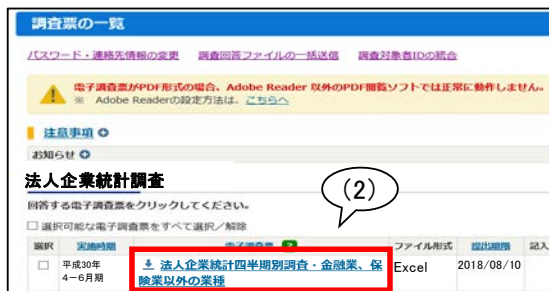 調査票の一覧
パスワード・連絡先情報の変更　調査回答ファイルの一括送信　調査対象者IDの統合
電子調査票がPDF形式の場合、Adobe Reader 以外のPDF閲覧ソフトでは正常に動作しません。
※ Adobe Readerの設定方法は、こちらへ
注意事項
お知らせ
法人企業統計調査
(2)
回答する電子調査票をクリックしてください。
選択可能な電子調査票をすべて選択／解除
選択　実施時期　電子調査票 ?　ファイル形式　提出期限　記入
平成30年
4－6月期
法人企業統計四半期別調査・金融業、保
険業以外の業種
Excel　2018/08/10